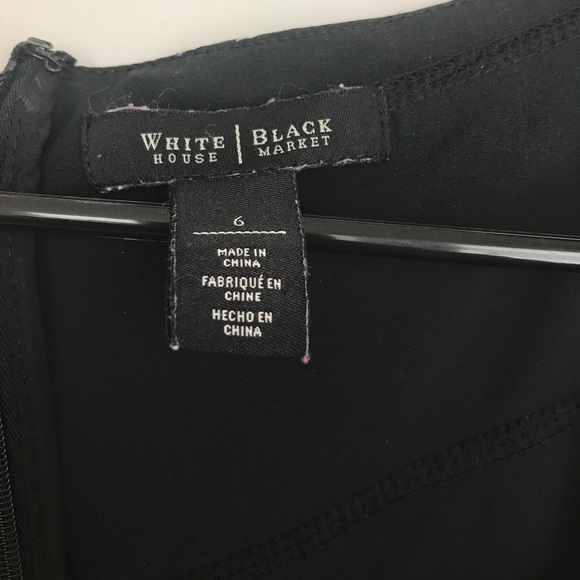 WHITE | BLACK
HOUSE | MARKET
6
MADE IN
CHINA
FABRIQUÉ EN
CHINE
HECHO EN
CHINA